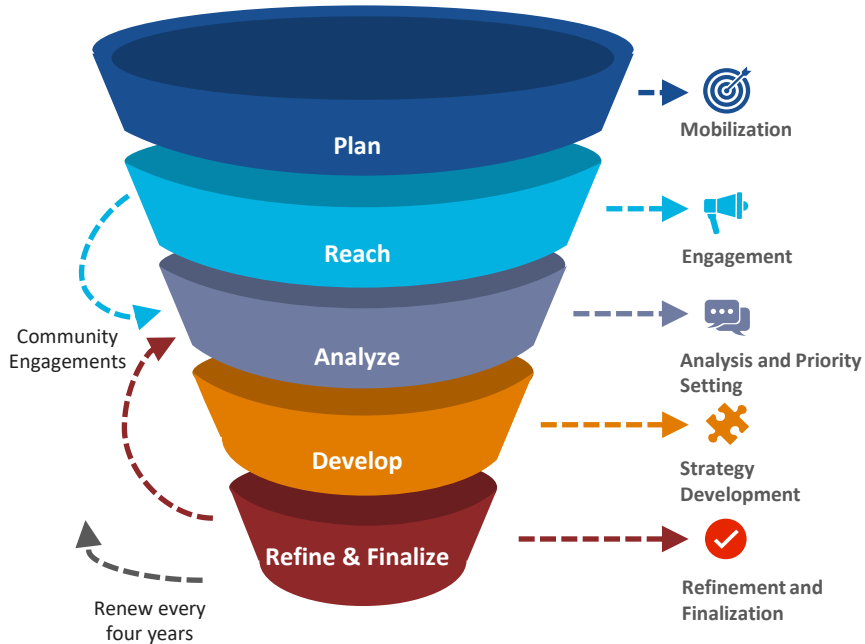 Plan
Mobilization
Reach
Engagement
Community
Engagements
Analyze
Analysis and Priority
Setting
Develop
Strategy
Development
Refine & Finalize
Refinement and
Finalization
Renew every
four years